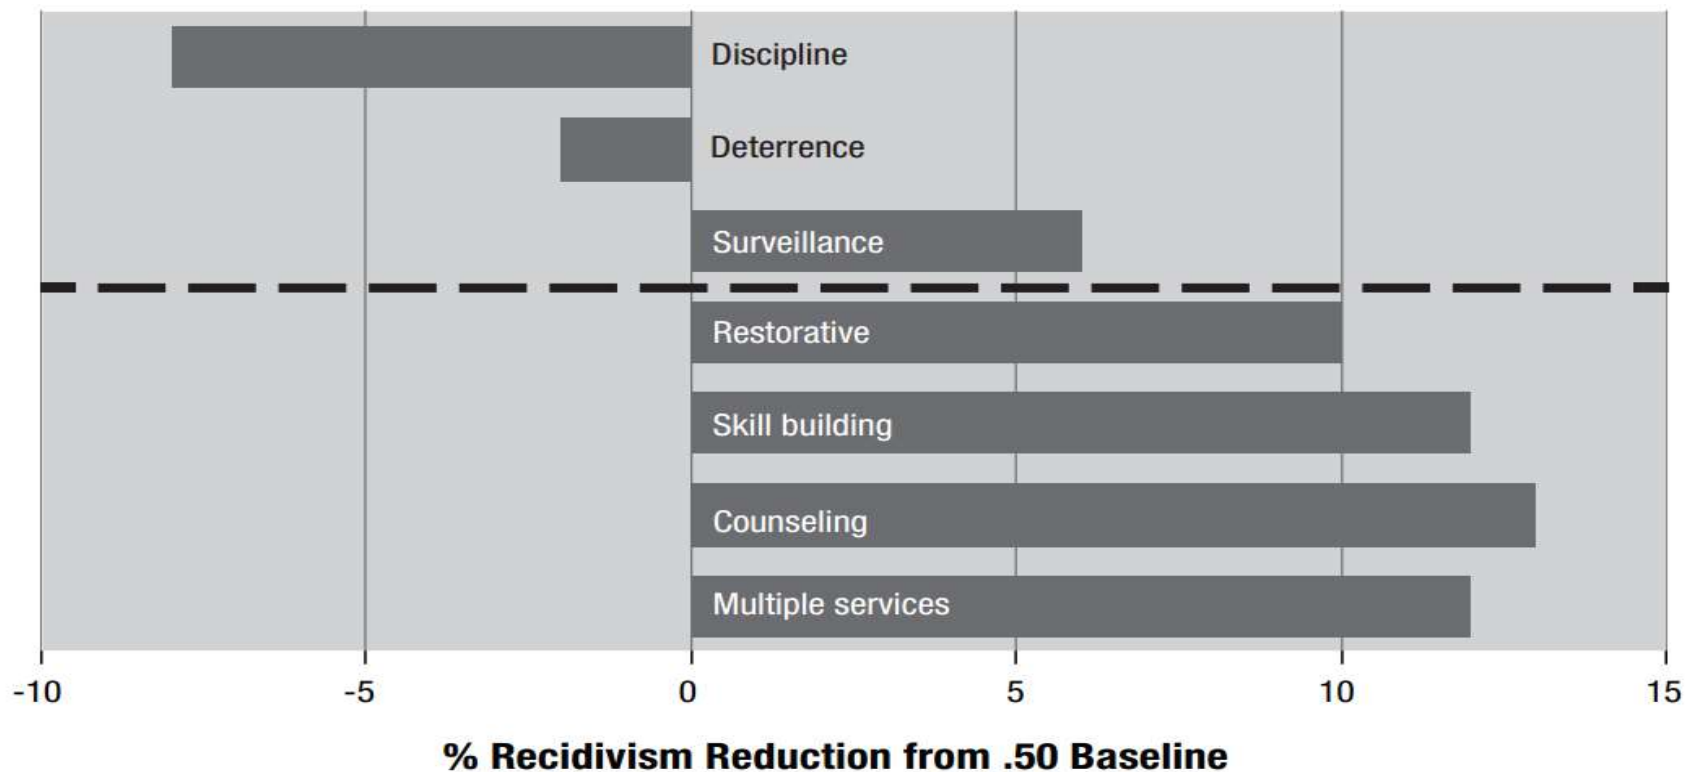 Discipline
Deterrence
Surveillance
Restorative
Skill building
Counseling
Multiple services
-10 -5 0 5 10 15
% Recidivism Reduction from .50 Baseline